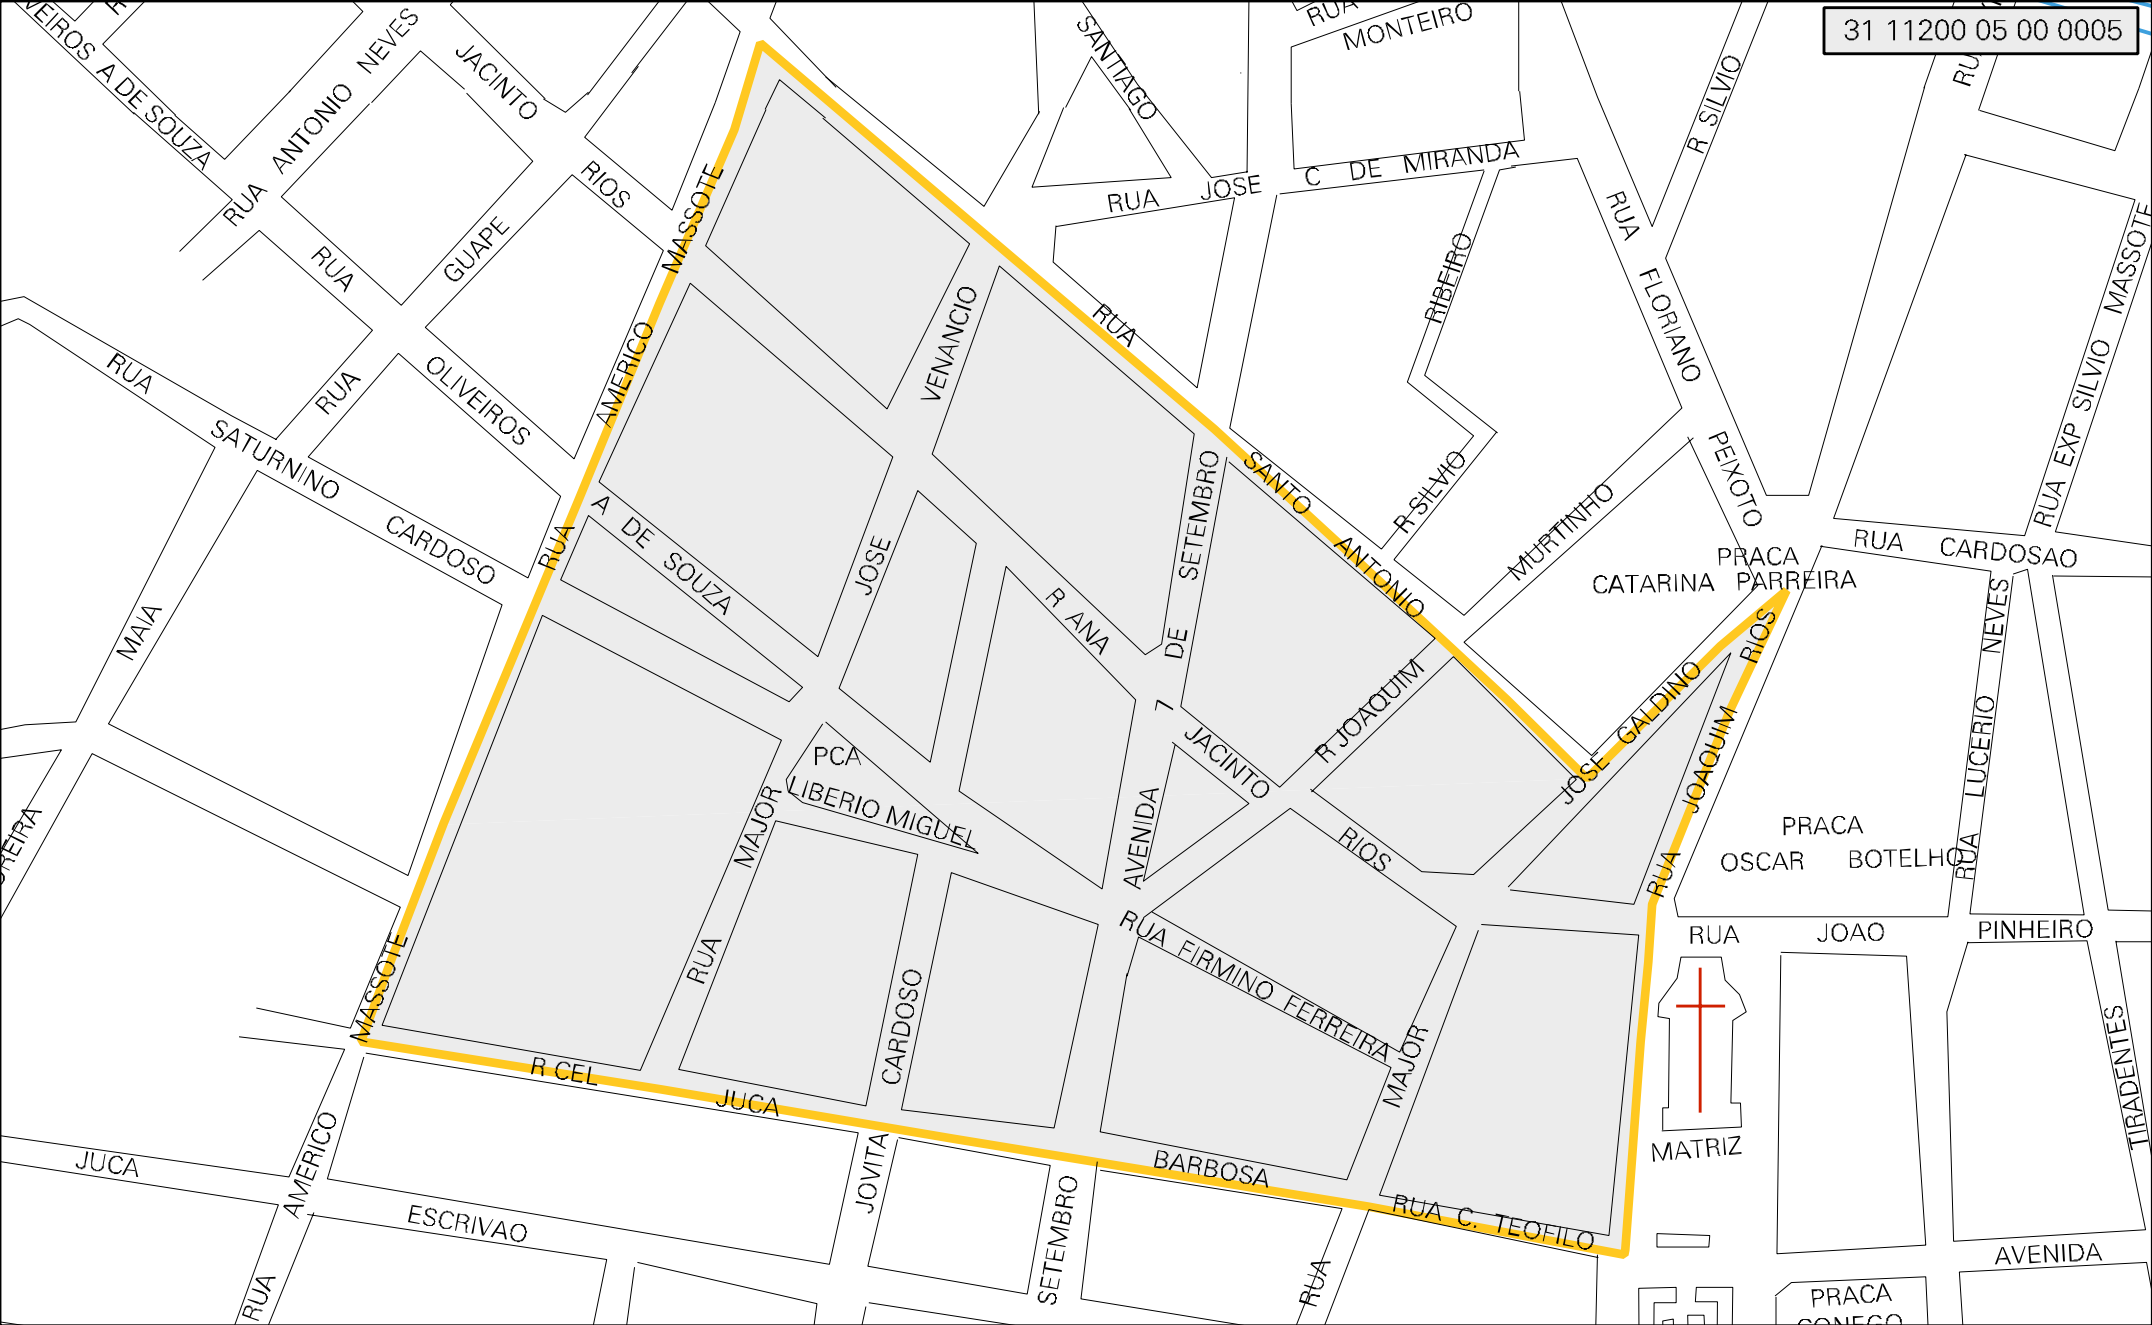 31 11200 05 00 0005
VEIROS A DE SOUZA
RUA ANTONIO NEVES
JACINTO
RIOS
SANTIAGO
RUA
MONTEIRO
R SILVIO
RUA JOSE C DE MIRANDA
RUA FLORIANO PEIXOTO
RIBEIRO
R SILVIO
MURTINHO
RUA EXP SILVIO MASSOTE
RUA
OLIVEIROS
A DE SOUZA
RUA GUAPE
RUA SATURNINO CARDOSO
MAIA
REIRA
RUA AMERICO MASSOTE
VENANCIO
JOSE
RUA SANTO ANTONIO
DE SETEMBRO
7
AVENIDA
R ANA
JACINTO
RIOS
R JOAQUIM
JOSE GALDINO
RUA JOAQUIM RIOS
PRACA
CATARINA PARREIRA
RUA CARDOSAO
RUA LUCERIO NEVES
PCA
LIBERIO MIGUEL
RUA MAJOR
PRACA
OSCAR BOTELHO
RUA JOAO PINHEIRO
RUA FIRMINO FERREIRA
CARDOSO
MAJOR
MASSOTE
R CEL JUCA BARBOSA
RUA C. TEOFILO
MATRIZ
TIRADENTES
JUCA
ESCRIVAO
RUA AMERICO
JOVITA
SETEMBRO
RUA
AVENIDA
PRACA
CONEGO